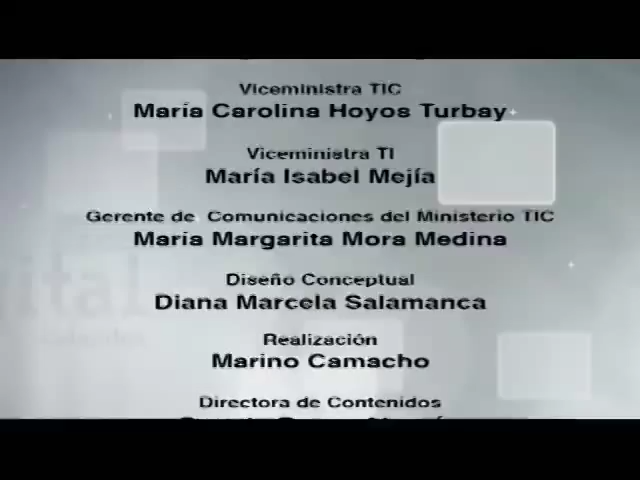 Viceministra TIC
María Carolina Hoyos Turbay
Viceministra TI
María Isabel Mejía
Gerente de Comunicaciones del Ministerio TIC
María Margarita Mora Medina
Diseño Conceptual
Diana Marcela Salamanca
Realización
Marino Camacho
Directora de Contenidos